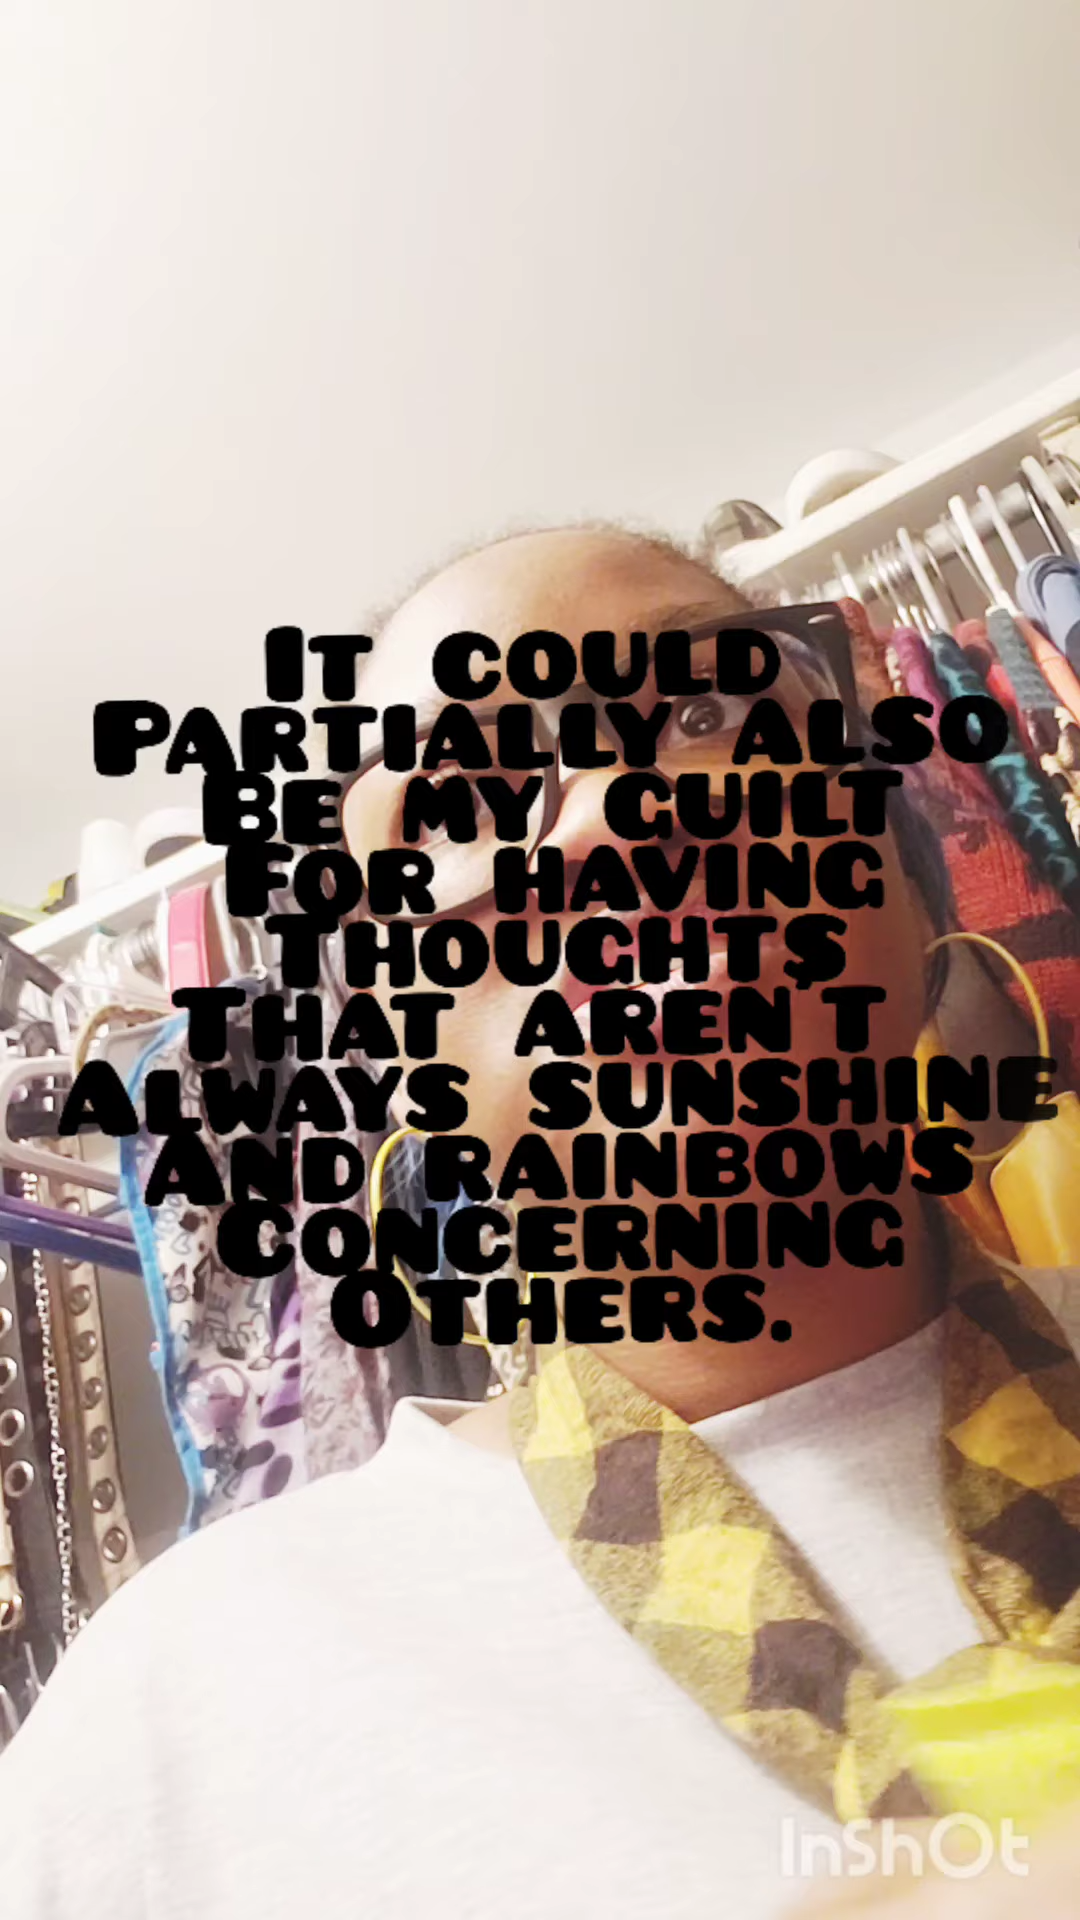 It could
Partially also
Be my guilt
For having
Thoughts,
That aren't
Always sunshine
And rainbows
Concerning
Others.
InShOt